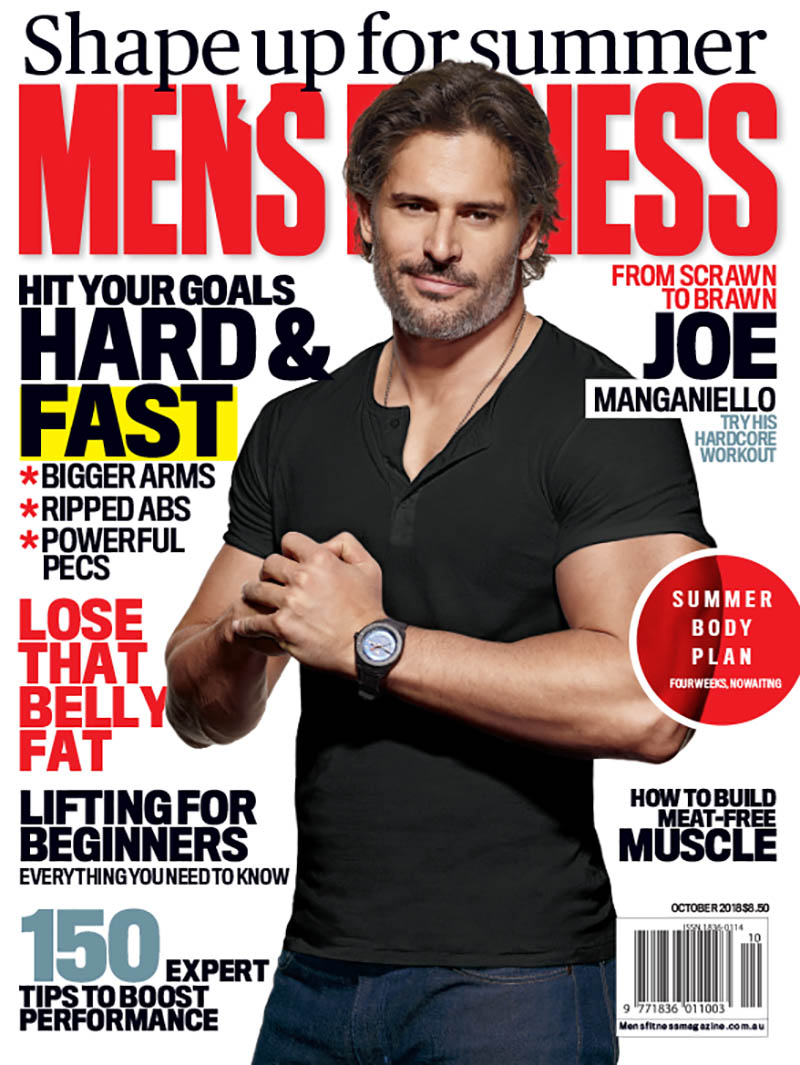 Shape up for summer
MEN'S FITNESS
HIT YOUR GOALS
HARD &
FAST
*BIGGER ARMS
*RIPPED ABS
*POWERFUL
PECS
LOSE
THAT
BELLY
FAT
LIFTING FOR
BEGINNERS
EVERYTHING YOU NEED TO KNOW
150 EXPERT
TIPS TO BOOST
PERFORMANCE
FROM SCRAWN
TO BRAWN
JOE
MANGANIELLO
TRY HIS
HARDCORE
WORKOUT
SUMMER
BODY
PLAN
FOUR WEEKS, NO WAITING
HOW TO BUILD
MEAT-FREE
MUSCLE
OCTOBER 2018 $8.50
ISSN 1836-0114
10
9 771836 011003
Mensfitnessmagazine.com.au